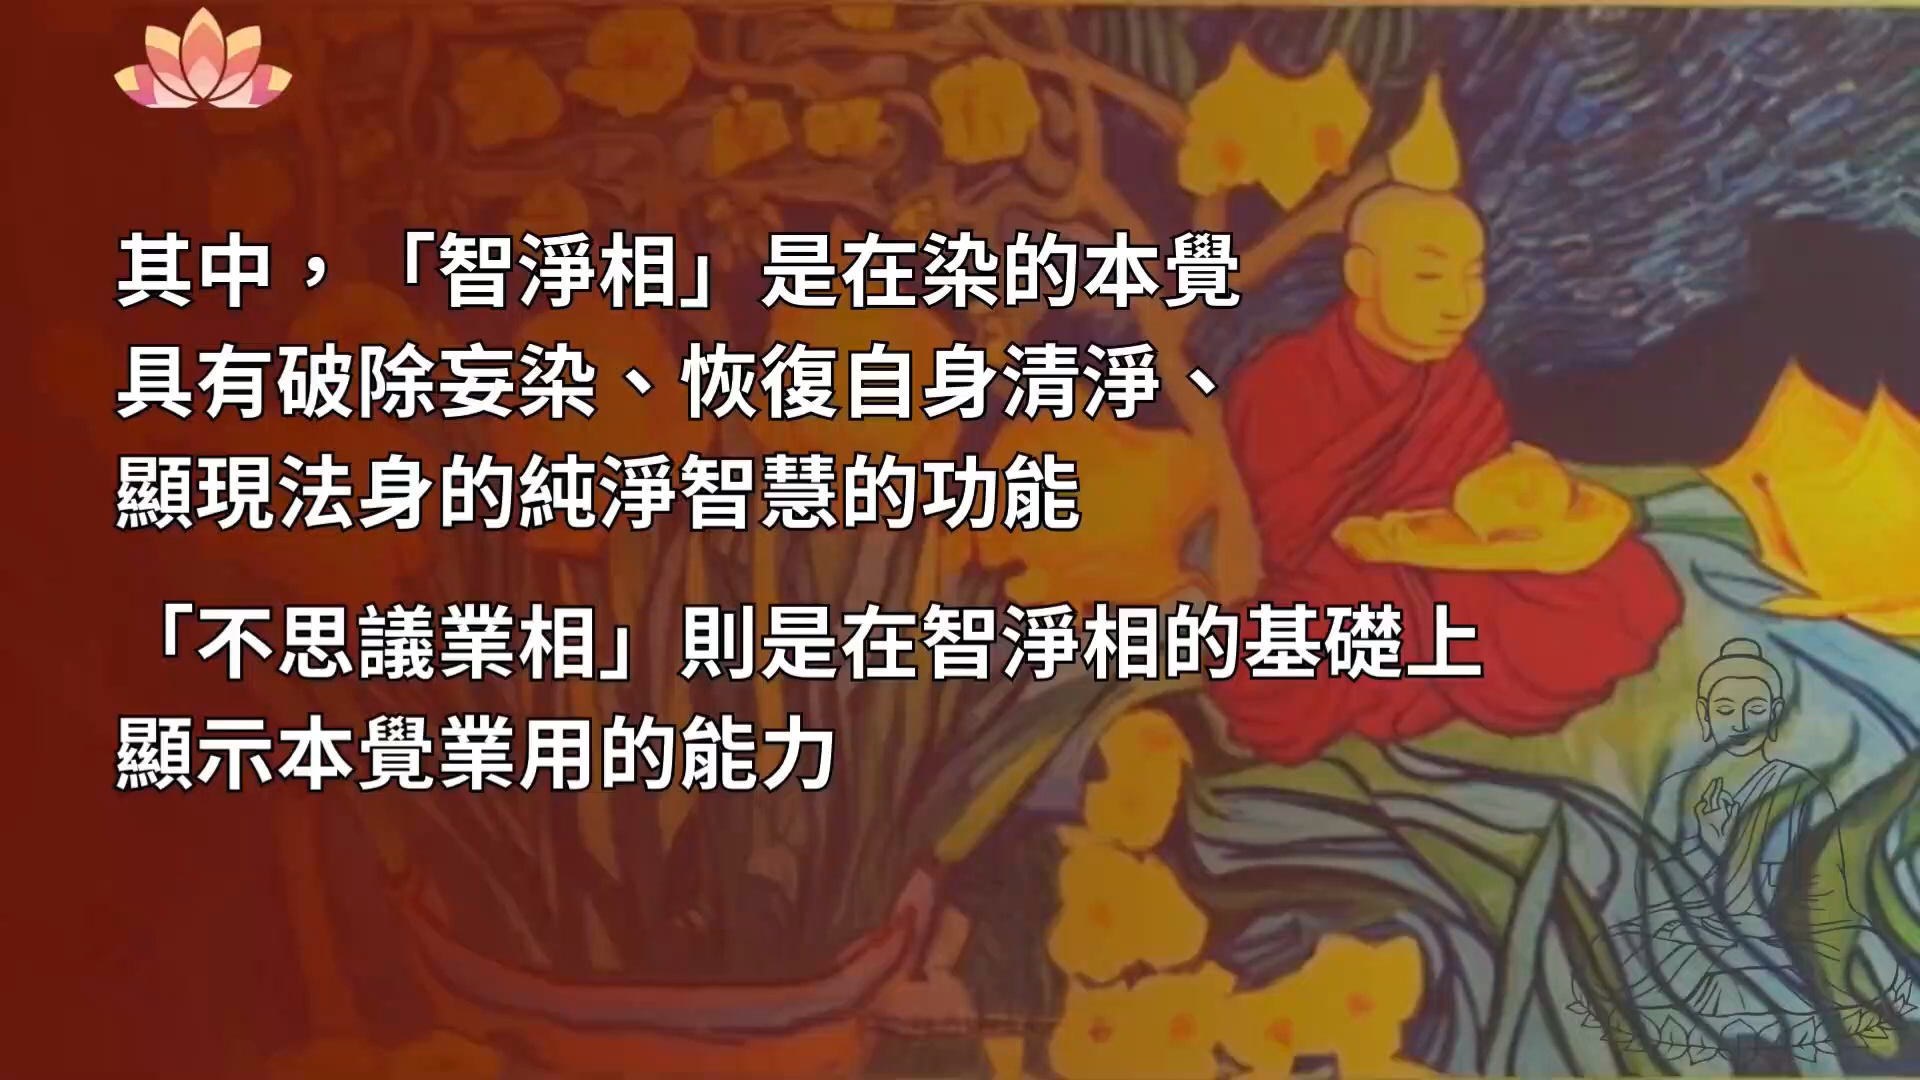 其中，「智淨相」是在染的本覺
具有破除妄染、恢復自身清淨、
顯現法身的純淨智慧的功能
「不思議業相」則是在智淨相的基礎上
顯示本覺業用的能力